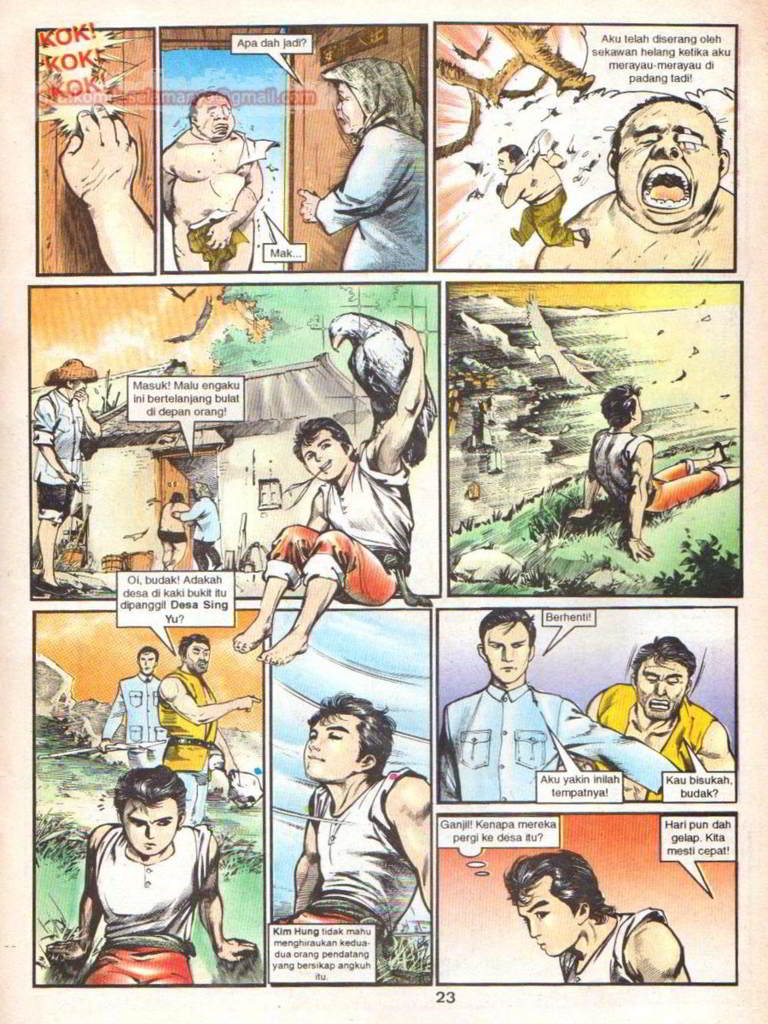 KOK!
KOK!
KOK!
Apa dah jadi?
Mak...
Aku telah diserang oleh
sekawan helang ketika aku
merayau-merayau di
padang tadi!
Masuk! Malu engaku
ini bertelanjang bulat
di depan orang!
Oi, budak! Adakah
desa di kaki bukit itu
dipanggil Desa Sing
Yu?
Kim Hung tidak mahu
menghiraukan kedua-
dua orang pendatang
yang bersikap angkuh
itu.
Berhenti!
Aku yakin inilah
tempatnya!
Kau bisukah,
budak?
Ganjil! Kenapa mereka
pergi ke desa itu?
Hari pun dah
gelap. Kita
mesti cepat!
23